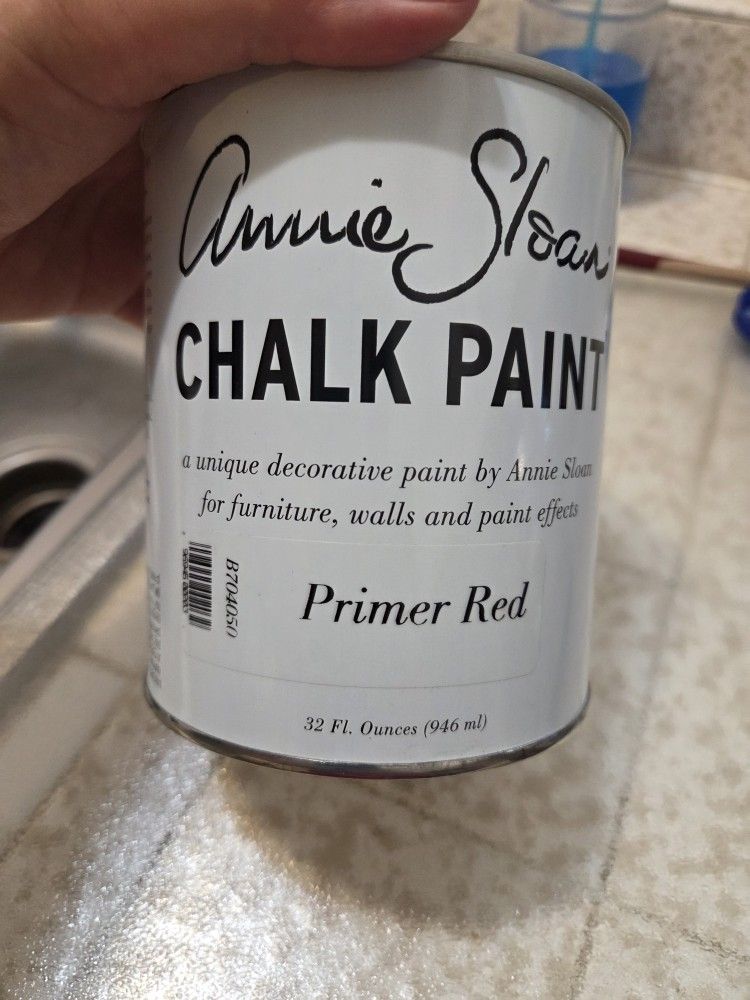 Annie Sloan
CHALK PAINT
a unique decorative paint by Annie Sloan
for furniture, walls and paint effects
B704050
Primer Red
32 Fl. Ounces (946 ml)